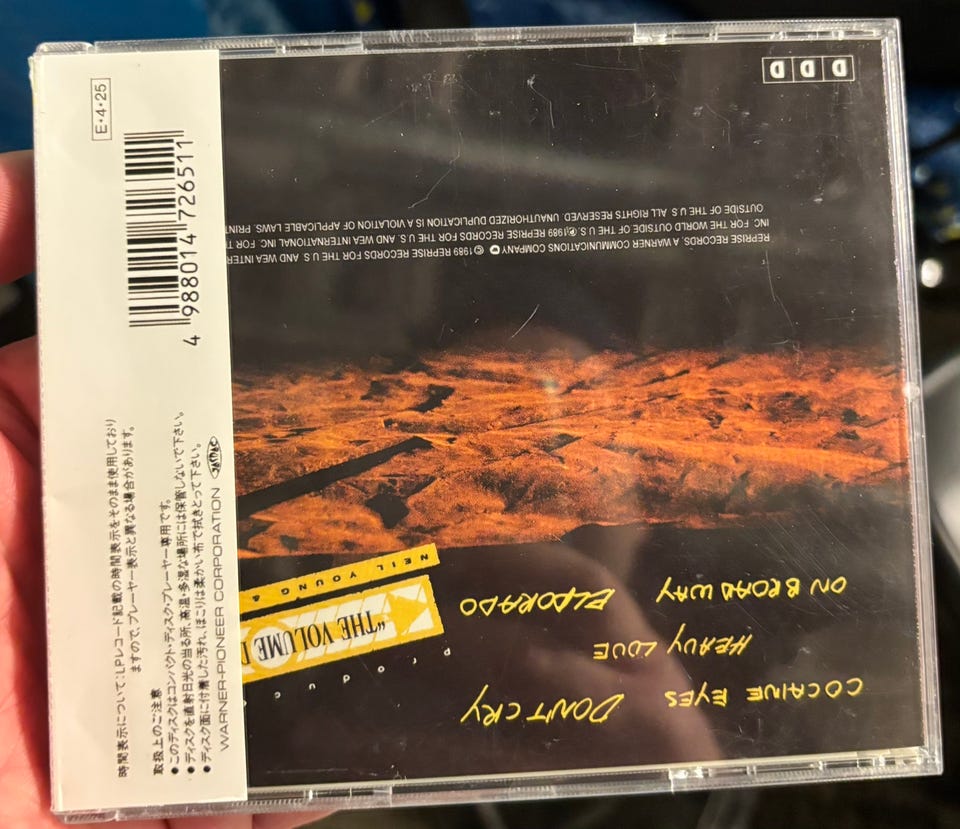 COCAINE EYES DON'T CRY
HEAVY LOVE
ON BROADWAY ELDORADO
produc
"THE VOLUME D
NEIL YOUNG &
REPRISE RECORDS, A WARNER COMMUNICATIONS COMPANY © 1989 REPRISE RECORDS FOR THE U.S. AND WEA INTER
INC. FOR THE WORLD OUTSIDE OF THE U.S./℗1989 REPRISE RECORDS FOR THE U.S. AND WEA INTERNATIONAL INC. FOR T
OUTSIDE OF THE U.S. ALL RIGHTS RESERVED. UNAUTHORIZED DUPLICATION IS A VIOLATION OF APPLICABLE LAWS. PRINT
DDD
時間表示について:LPレコード記載の時間表示をそのまま使用しており
ますので、プレーヤー表示と異なる場合があります。
取扱上のご注意
●このディスクはコンパクト・ディスク・プレーヤー専用です。
●ディスクを直射日光の当る所、高温・多湿な場所には保管しないで下さい。
●ディスク面に付着した汚れ、ほこりは柔かい布で拭きとって下さい。
WARNER-PIONEER CORPORATION
E・4・25
4 988014 726511